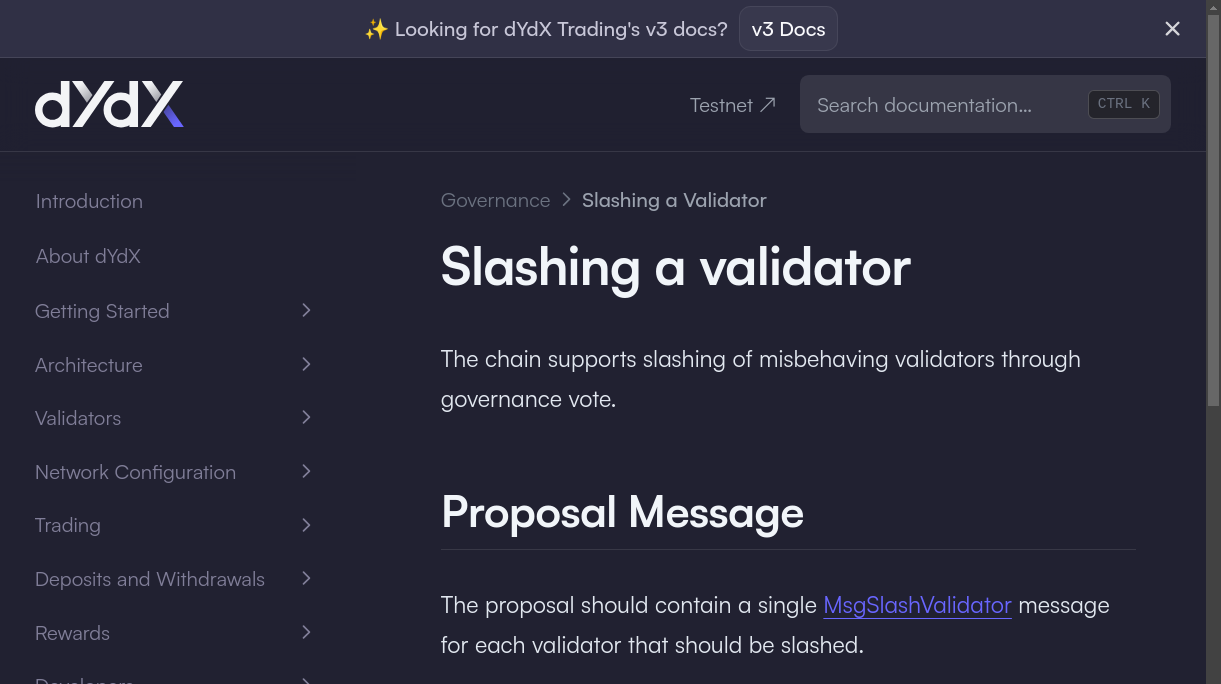 ✨ Looking for dYdX Trading's v3 docs? v3 Docs
dYdX
Testnet
Search documentation…
CTRL K
Introduction
About dYdX
Getting Started
Architecture
Validators
Network Configuration
Trading
Deposits and Withdrawals
Rewards
Developers
Governance > Slashing a Validator
Slashing a validator
The chain supports slashing of misbehaving validators through
governance vote.
Proposal Message
The proposal should contain a single MsgSlashValidator message
for each validator that should be slashed.